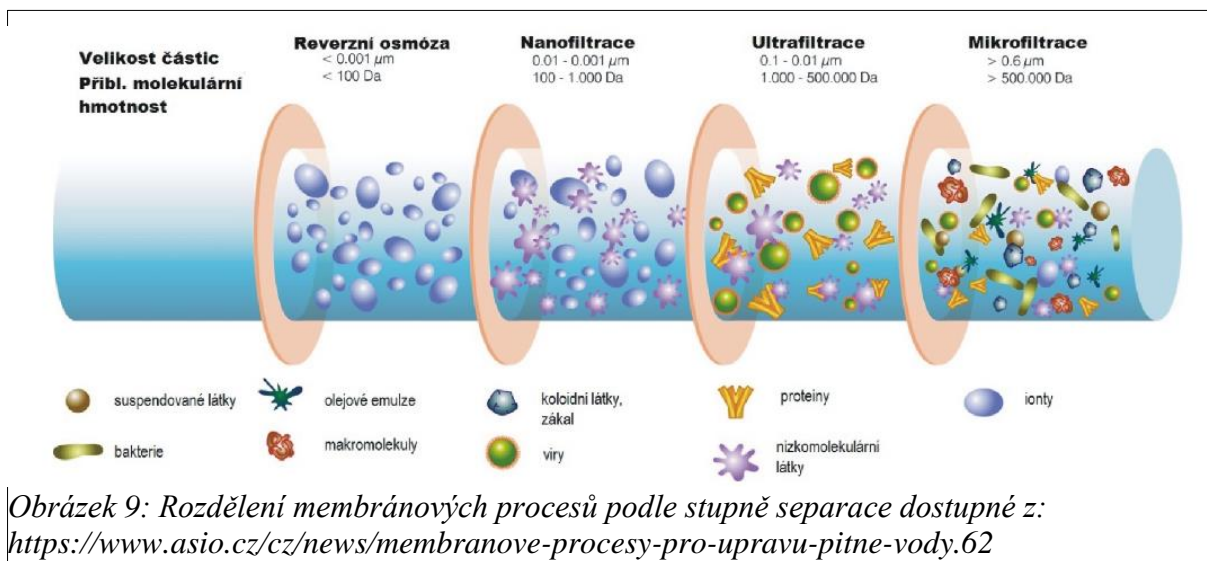 Velikost částic
Přibl. molekulární
hmotnost
Reverzní osmóza
< 0.001 µm
< 100 Da
Nanofiltrace
0.01 - 0.001 µm
100 - 1.000 Da
Ultrafiltrace
0.1 - 0.01 µm
1.000 - 500.000 Da
Mikrofiltrace
> 0.6 µm
> 500.000 Da
suspendované látky
olejové emulze
koloidní látky,
zákal
proteiny
ionty
bakterie
makromolekuly
viry
nízkomolekulární
látky
Obrázek 9: Rozdělení membránových procesů podle stupně separace dostupné z:
https://www.asio.cz/cz/news/membranove-procesy-pro-upravu-pitne-vody.62